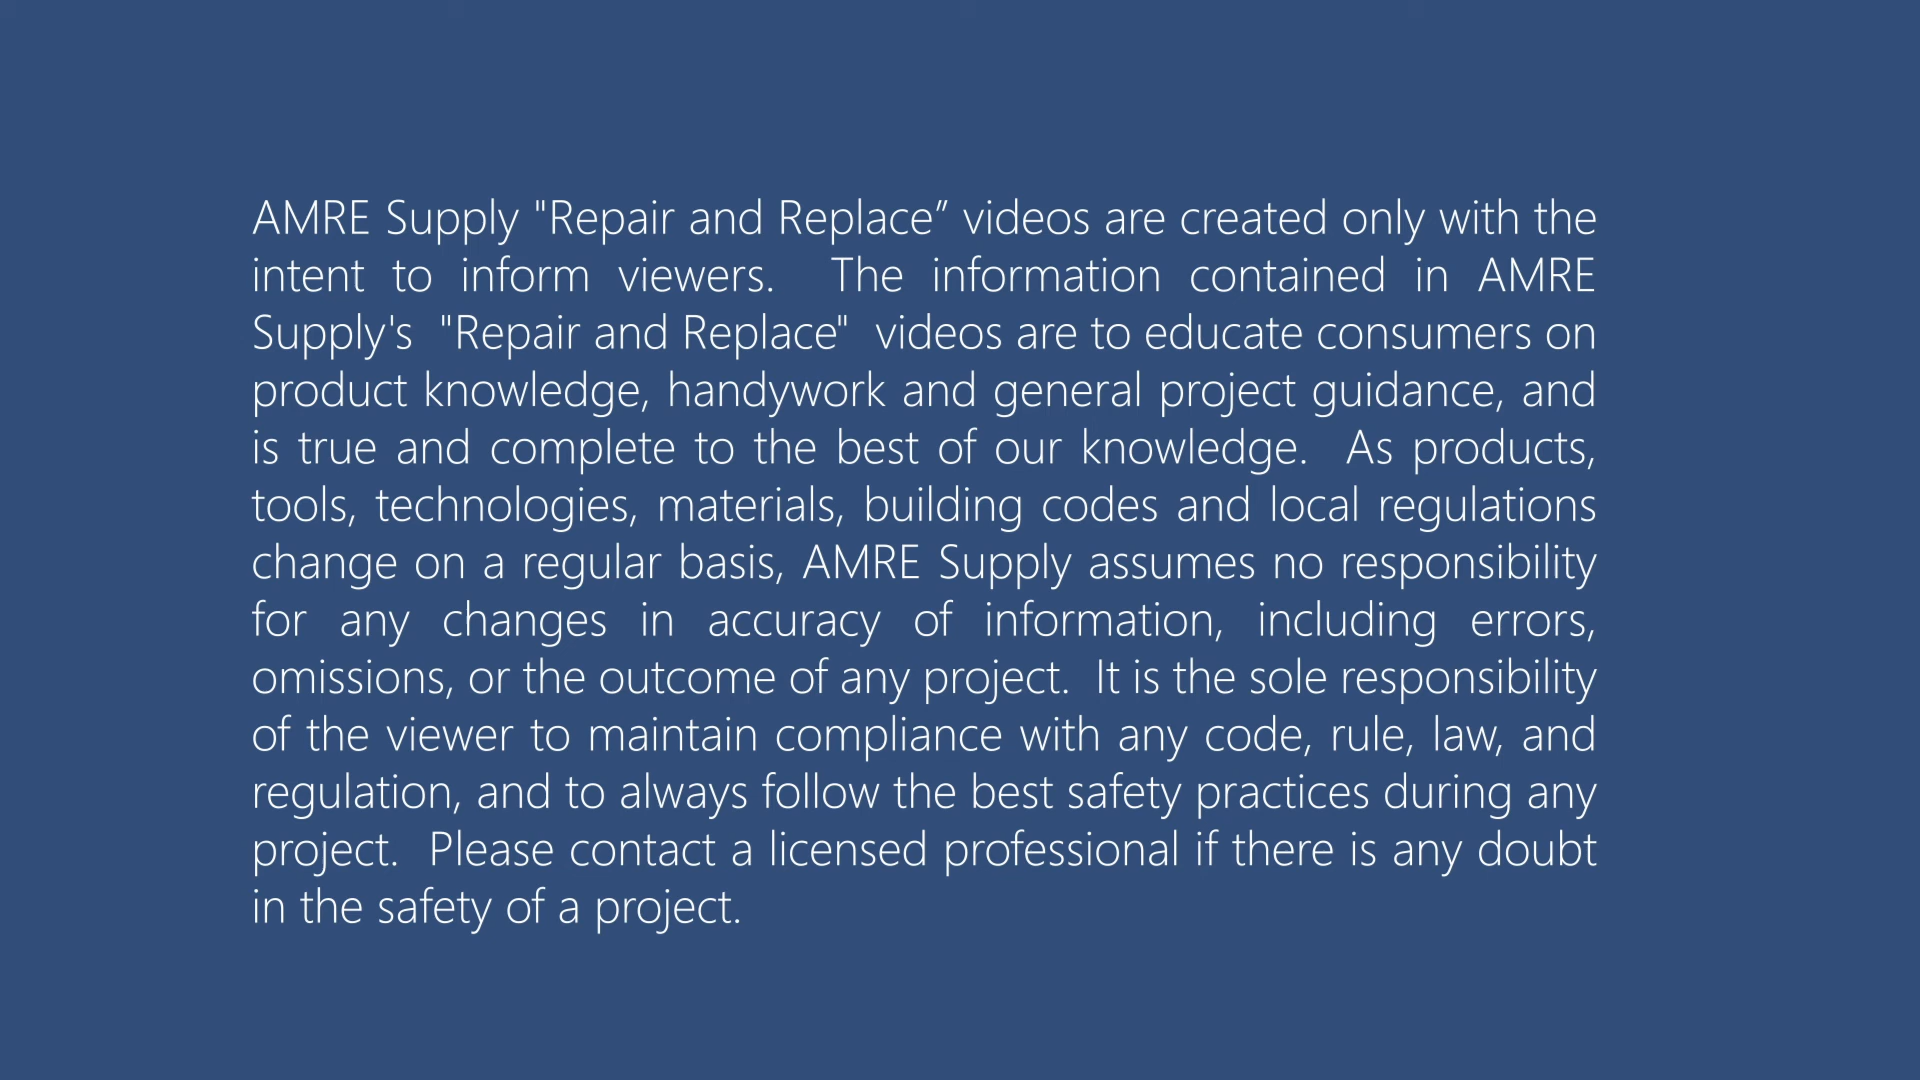 AMRE Supply "Repair and Replace” videos are created only with the
intent to inform viewers.  The information contained in AMRE
Supply's  "Repair and Replace"  videos are to educate consumers on
product knowledge, handywork and general project guidance, and
is true and complete to the best of our knowledge.  As products,
tools, technologies, materials, building codes and local regulations
change on a regular basis, AMRE Supply assumes no responsibility
for any changes in accuracy of information, including errors,
omissions, or the outcome of any project.  It is the sole responsibility
of the viewer to maintain compliance with any code, rule, law, and
regulation, and to always follow the best safety practices during any
project.  Please contact a licensed professional if there is any doubt
in the safety of a project.